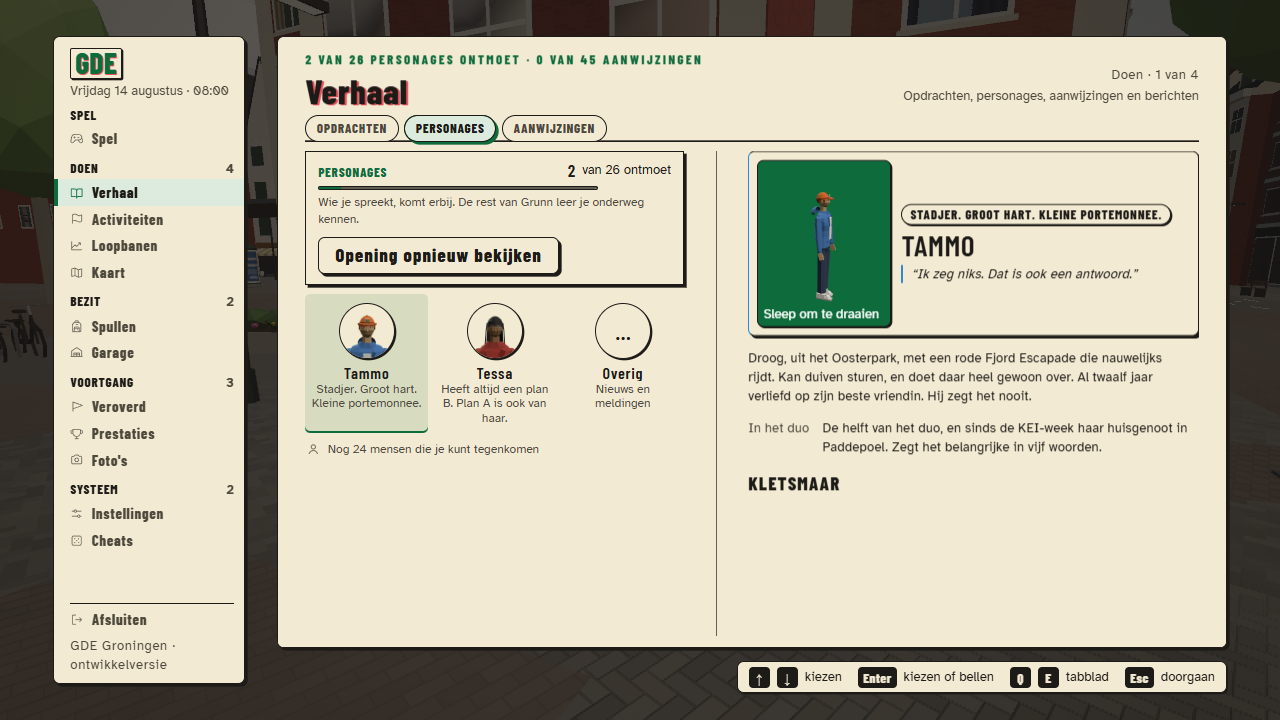 GDE
Vrijdag 14 augustus · 08:00
SPEL
Spel
DOEN 4
Verhaal
Activiteiten
Loopbanen
Kaart
BEZIT 2
Spullen
Garage
VOORTGANG 3
Veroverd
Prestaties
Foto's
SYSTEEM 2
Instellingen
Cheats
Afsluiten
GDE Groningen ·
ontwikkelversie
2 VAN 26 PERSONAGES ONTMOET · 0 VAN 45 AANWIJZINGEN
Verhaal
Doen · 1 van 4
Opdrachten, personages, aanwijzingen en berichten
OPDRACHTEN PERSONAGES AANWIJZINGEN
PERSONAGES 2 van 26 ontmoet
Wie je spreekt, komt erbij. De rest van Grunn leer je onderweg
kennen.
Opening opnieuw bekijken
Tammo
Stadjer. Groot hart.
Kleine portemonnee.
Tessa
Heeft altijd een plan
B. Plan A is ook van
haar.
...
Overig
Nieuws en
meldingen
Nog 24 mensen die je kunt tegenkomen
Sleep om te draaien
STADJER. GROOT HART. KLEINE PORTEMONNEE.
TAMMO
“Ik zeg niks. Dat is ook een antwoord.”
Droog, uit het Oosterpark, met een rode Fjord Escapade die nauwelijks
rijdt. Kan duiven sturen, en doet daar heel gewoon over. Al twaalf jaar
verliefd op zijn beste vriendin. Hij zegt het nooit.
In het duo De helft van het duo, en sinds de KEI-week haar huisgenoot in
Paddepoel. Zegt het belangrijke in vijf woorden.
KLETSMAAR
↑ ↓ kiezen Enter kiezen of bellen Q E tabblad Esc doorgaan